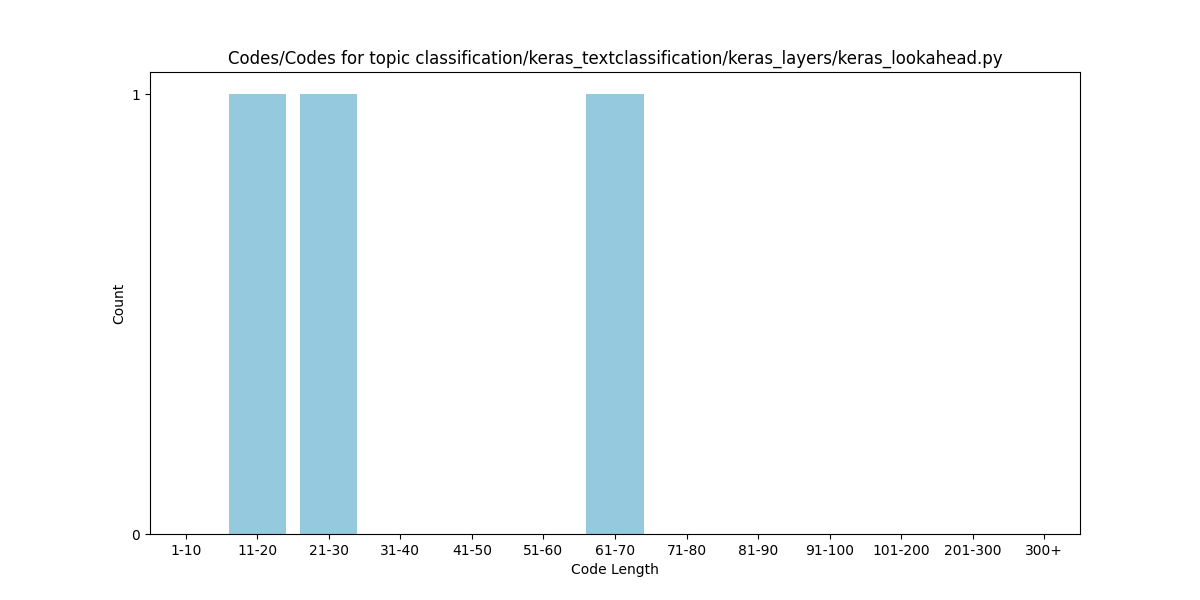 Codes/Codes for topic classification/keras_textclassification/keras_layers/keras_lookahead.py
1
Count
0
1-10 11-20 21-30 31-40 41-50 51-60 61-70 71-80 81-90 91-100 101-200 201-300 300+
Code Length